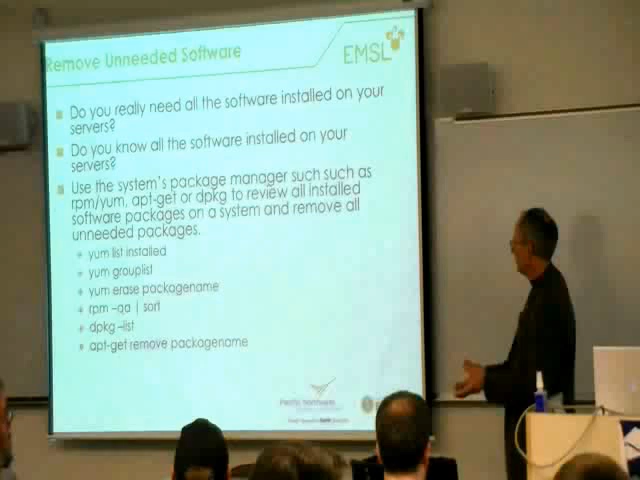 Remove Unneeded Software
EMSL
Do you really need all the software installed on your
servers?
Do you know all the software installed on your
servers?
Use the system's package manager such such as
rpm/yum, apt-get or dpkg to review all installed
software packages on a system and remove all
unneeded packages.
yum list installed
yum grouplist
yum erase packagename
rpm –qa | sort
dpkg –list
apt-get remove packagename
Pacific Northwest